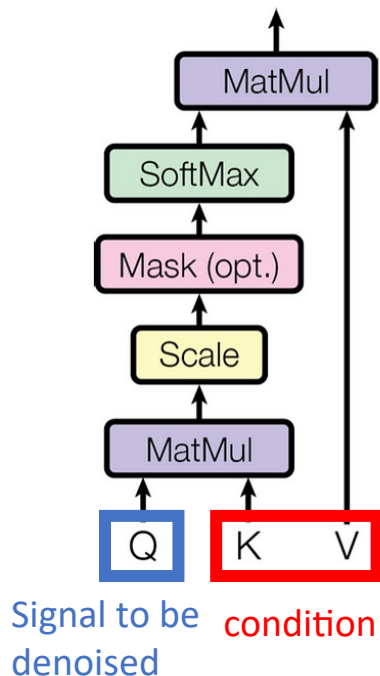 MatMul
SoftMax
Mask (opt.)
Scale
MatMul
Q K V
Signal to be condition
denoised